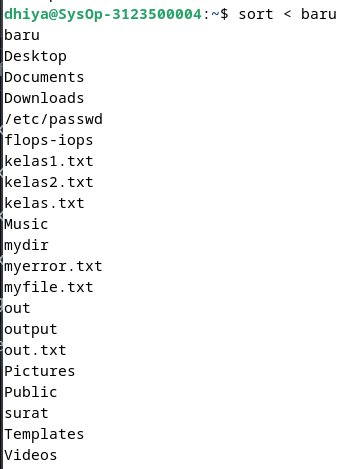 dhiya@SysOp-3123500004:~$ sort < baru
baru
Desktop
Documents
Downloads
/etc/passwd
flops-iops
kelas1.txt
kelas2.txt
kelas.txt
Music
mydir
myerror.txt
myfile.txt
out
output
out.txt
Pictures
Public
surat
Templates
Videos